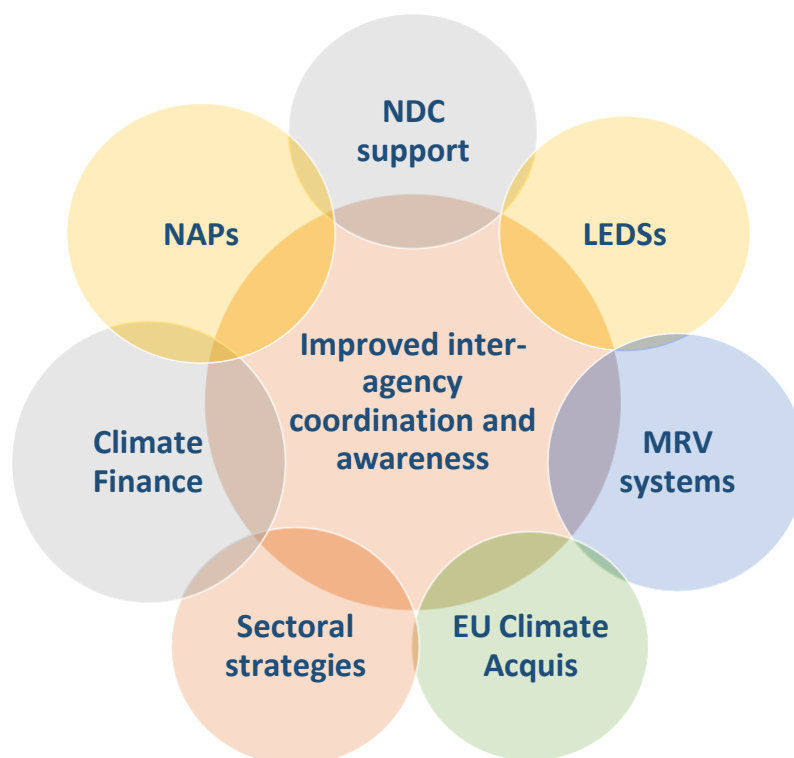 NDC
support
NAPs
LEDSs
Improved inter-
agency
coordination and
awareness
Climate
Finance
MRV
systems
Sectoral
strategies
EU Climate
Acquis